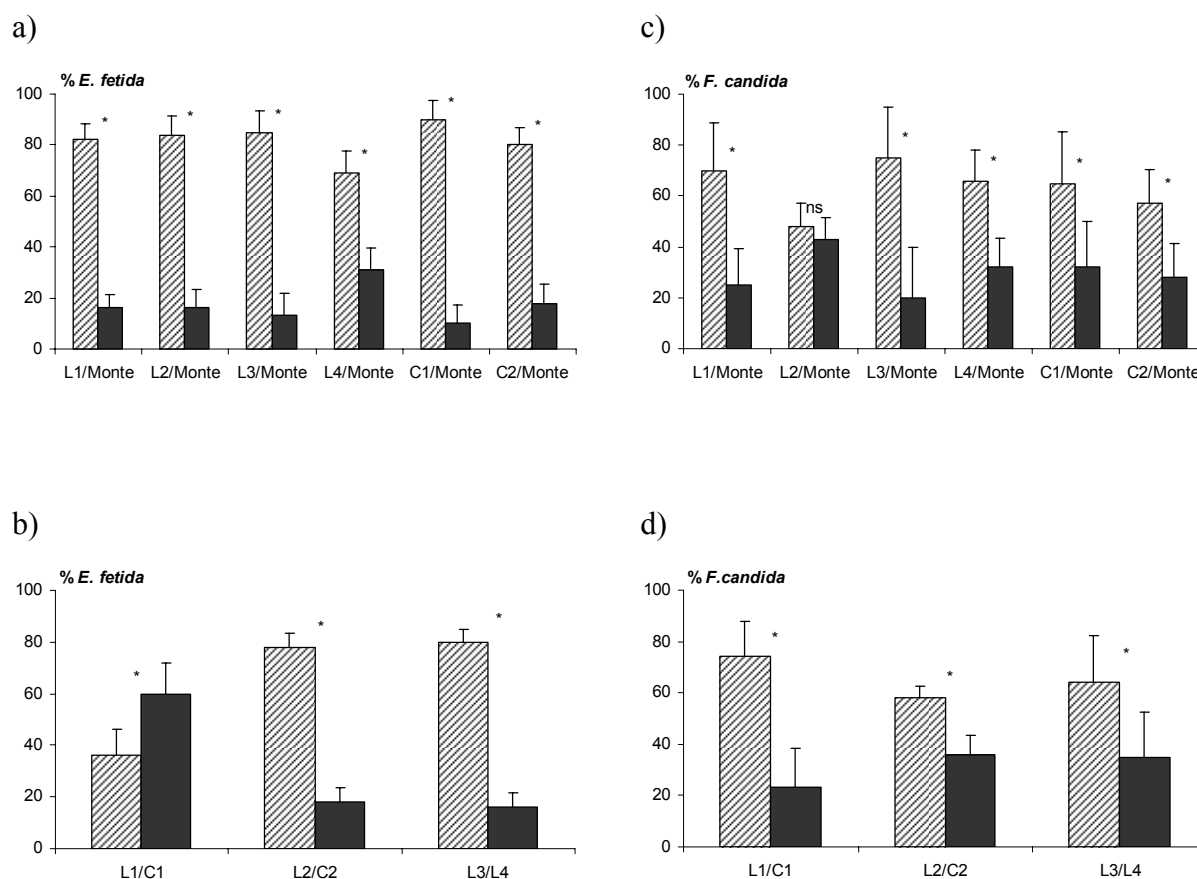 a)
% E. fetida
100
80
60
40
20
0
* * * * * *
L1/Monte L2/Monte L3/Monte L4/Monte C1/Monte C2/Monte
c)
% F. candida
100
80
60
40
20
0
* ns * * * *
L1/Monte L2/Monte L3/Monte L4/Monte C1/Monte C2/Monte
b)
% E. fetida
100
80
60
40
20
0
* * *
L1/C1 L2/C2 L3/L4
d)
% F.candida
100
80
60
40
20
0
* * *
L1/C1 L2/C2 L3/L4